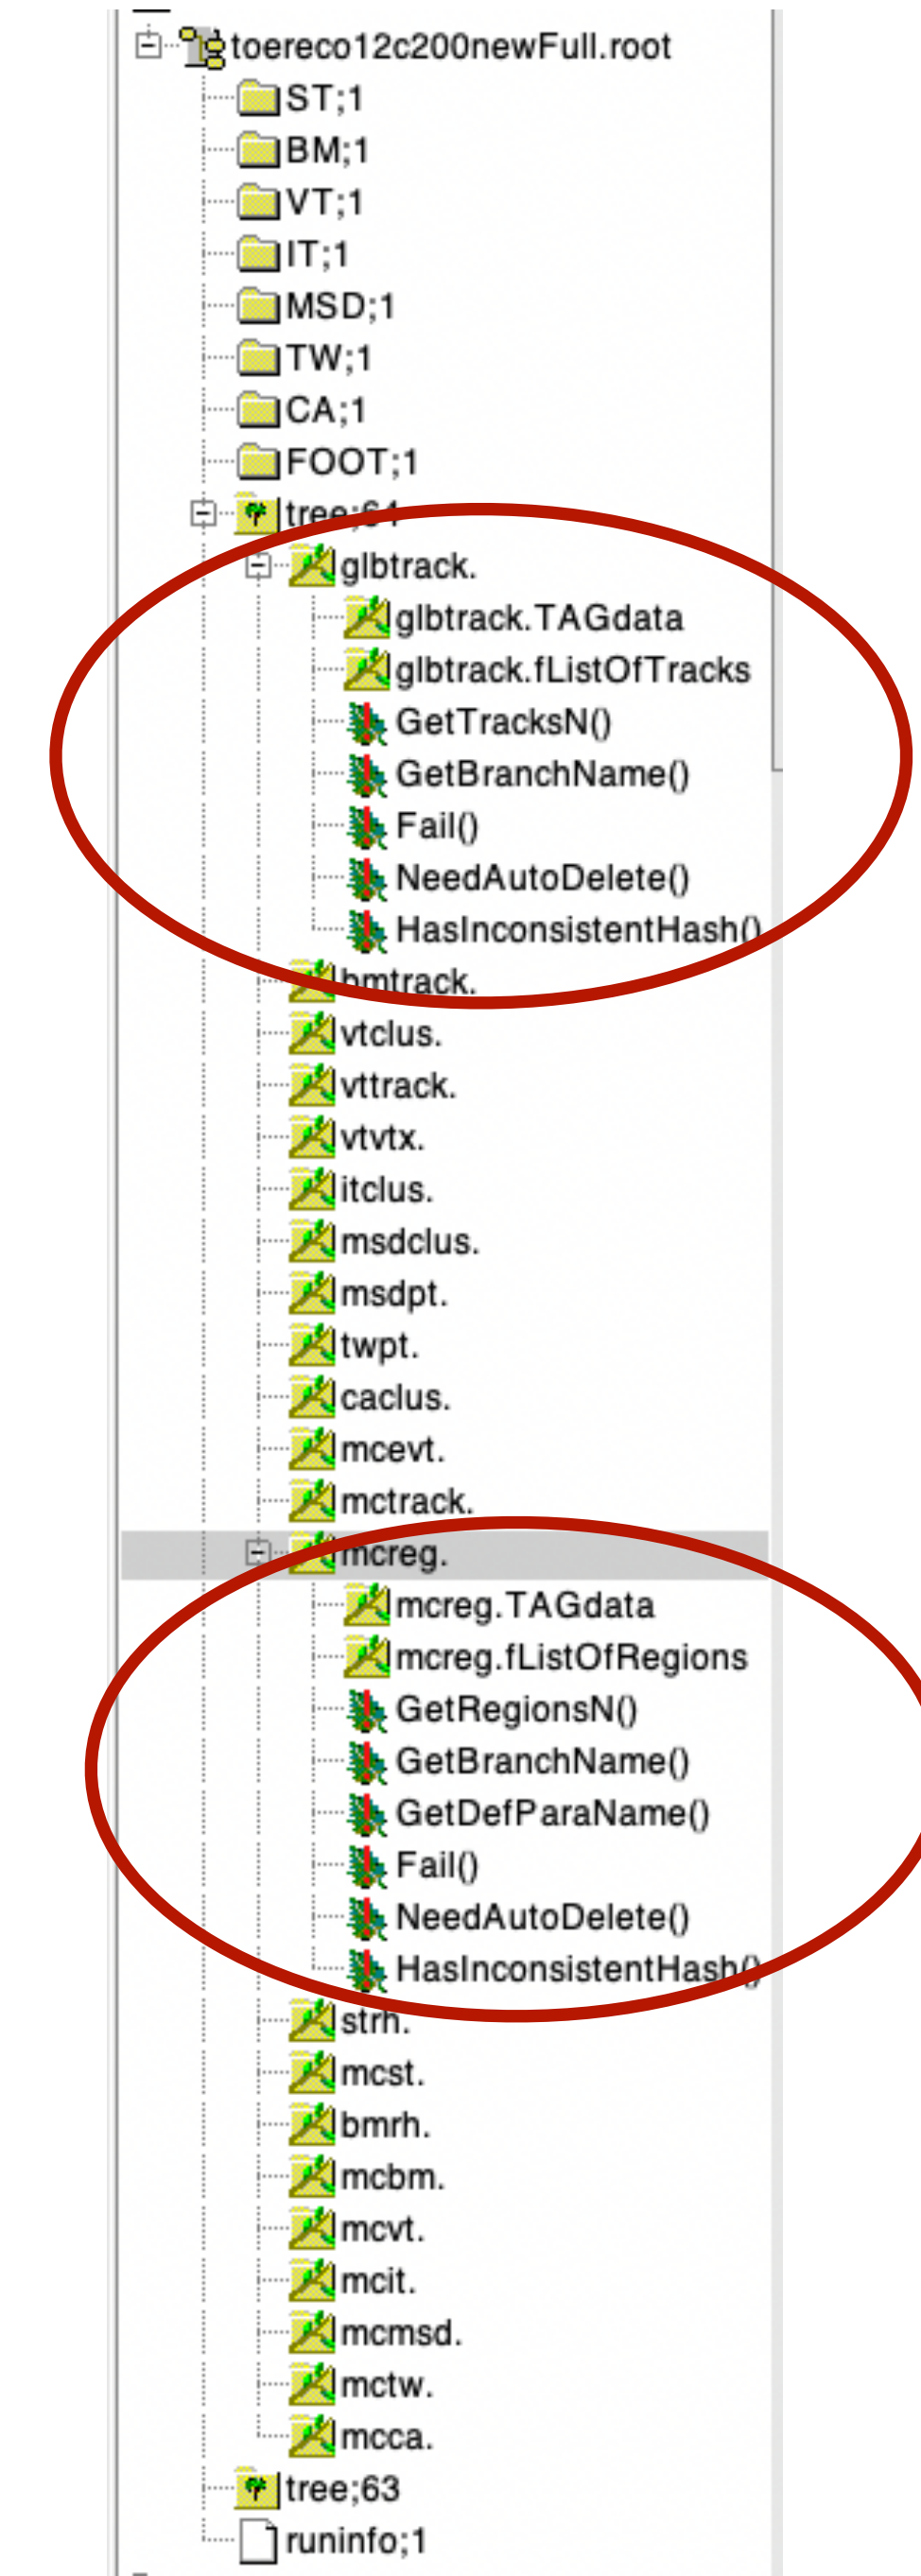 toereco12c200newFull.root
ST;1
BM;1
VT;1
IT;1
MSD;1
TW;1
CA;1
FOOT;1
tree;64
glbtrack.
glbtrack.TAGdata
glbtrack.fListOfTracks
GetTracksN()
GetBranchName()
Fail()
NeedAutoDelete()
HasInconsistentHash()
bmtrack.
vtclus.
vttrack.
vtvtx.
itclus.
msdclus.
msdpt.
twpt.
caclus.
mcevt.
mctrack.
mcreg.
mcreg.TAGdata
mcreg.fListOfRegions
GetRegionsN()
GetBranchName()
GetDefParaName()
Fail()
NeedAutoDelete()
HasInconsistentHash()
strh.
mcst.
bmrh.
mcbm.
mcvt.
mcit.
mcmsd.
mctw.
mcca.
tree;63
runinfo;1